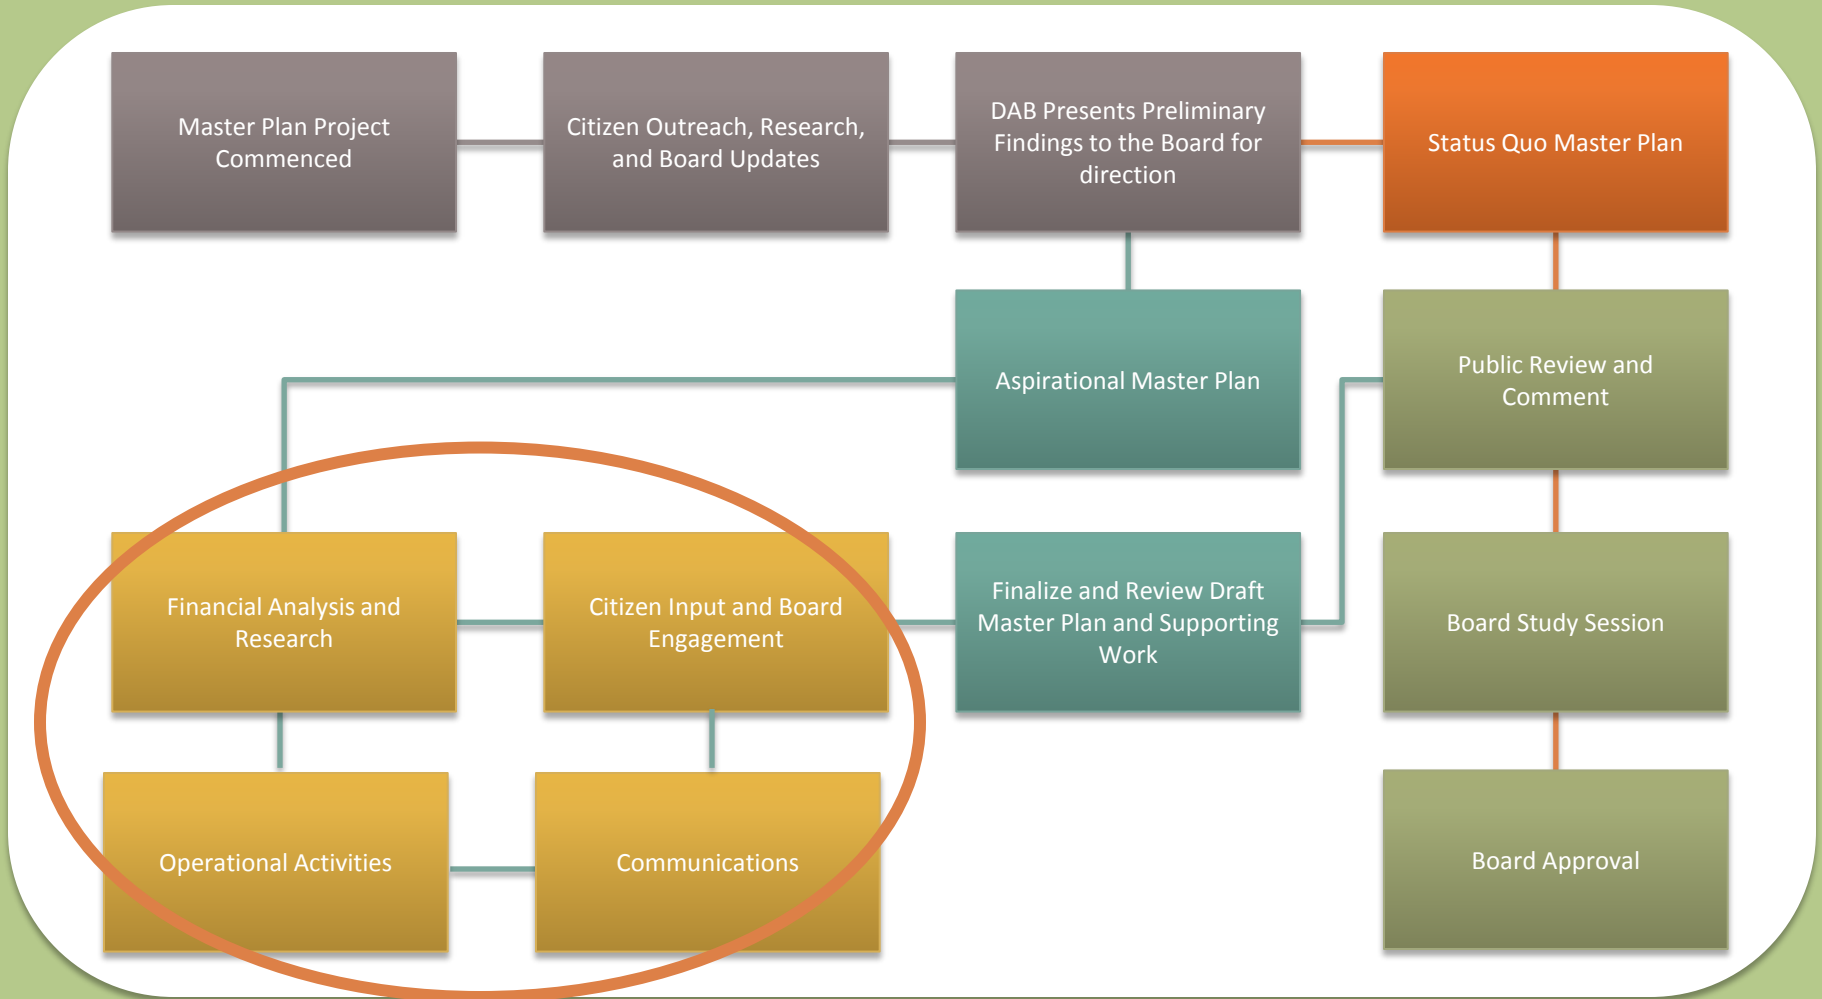 Master Plan Project
Commenced
Citizen Outreach, Research,
and Board Updates
DAB Presents Preliminary
Findings to the Board for
direction
Status Quo Master Plan
Aspirational Master Plan
Public Review and
Comment
Financial Analysis and
Research
Citizen Input and Board
Engagement
Finalize and Review Draft
Master Plan and Supporting
Work
Board Study Session
Operational Activities
Communications
Board Approval